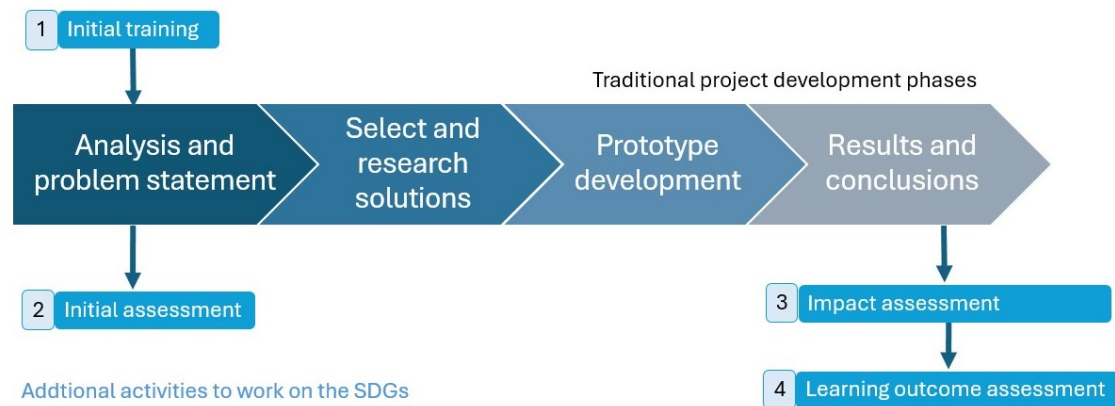 1 Initial training
Traditional project development phases
Analysis and
problem statement
Select and
research
solutions
Prototype
development
Results and
conclusions
2 Initial assessment
3 Impact assessment
Addtional activities to work on the SDGs
4 Learning outcome assessment